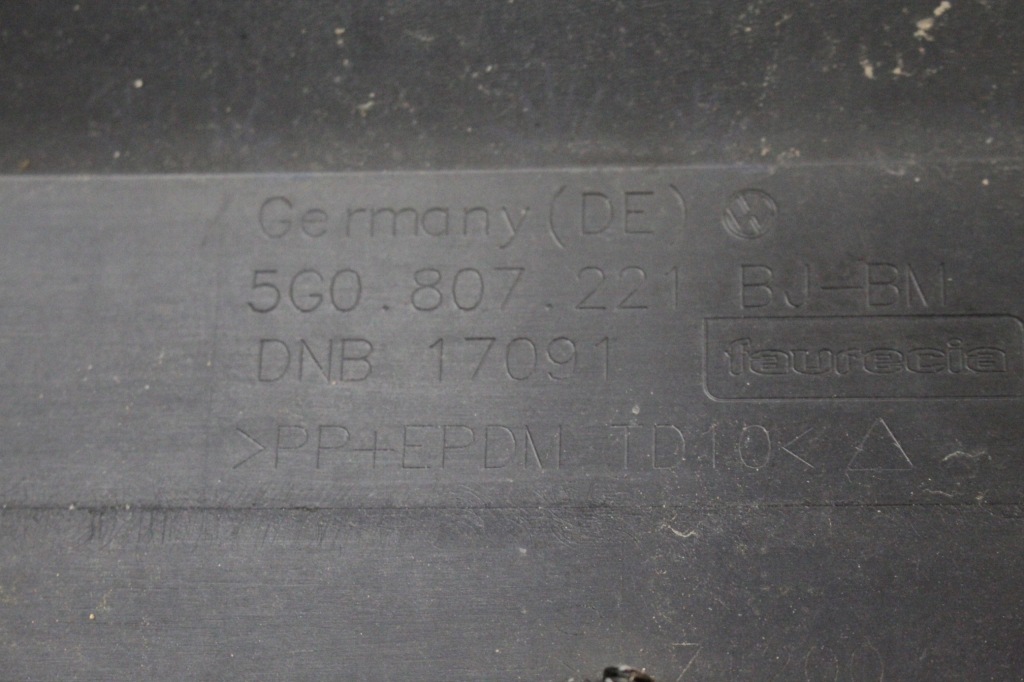 Germany (DE)
5G0.807.221 BJ-BM
DNB 17091
faurecia
>PP+EPDM TD10<